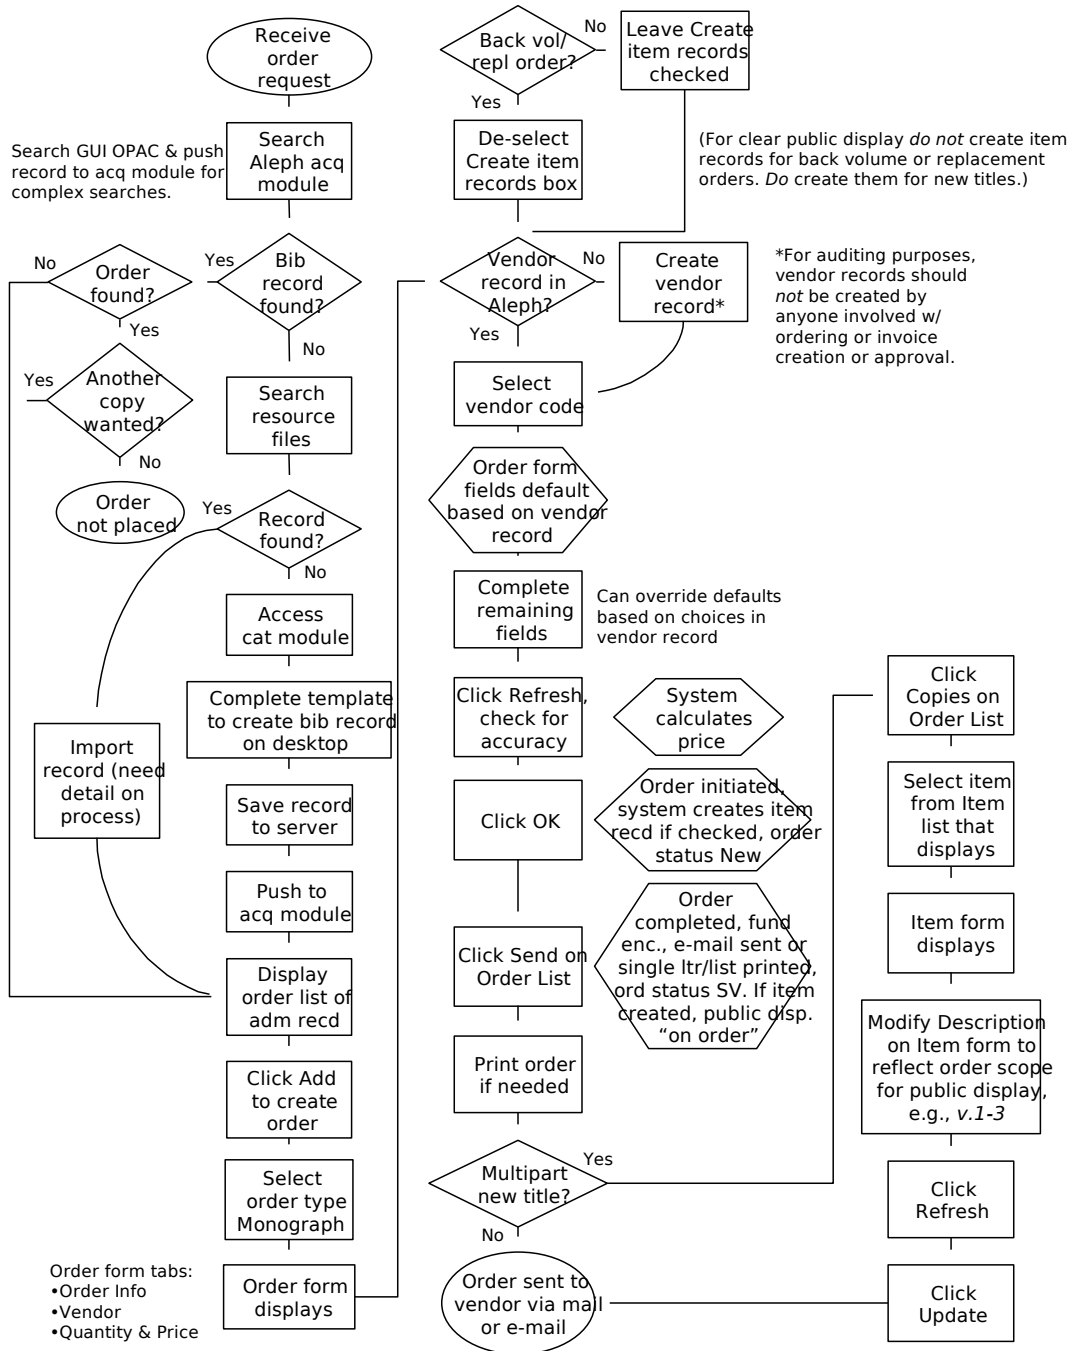 Receive
order
request
Search GUI OPAC & push
record to acq module for
complex searches.
Search
Aleph acq
module
No
Order
found?
Yes
Bib
record
found?
Yes
No
Yes
Another
copy
wanted?
No
Search
resource
files
Order
not placed
Yes
Record
found?
No
Access
cat module
Complete template
to create bib record
on desktop
Import
record (need
detail on
process)
Save record
to server
Push to
acq module
Display
order list of
adm recd
Click Add
to create
order
Select
order type
Monograph
Order form tabs:
•Order Info
•Vendor
•Quantity & Price
Order form
displays
Back vol/
repl order?
No
Leave Create
item records
checked
Yes
De-select
Create item
records box
(For clear public display do not create item
records for back volume or replacement
orders. Do create them for new titles.)
Vendor
record in
Aleph?
No
Create
vendor
record*
*For auditing purposes,
vendor records should
not be created by
anyone involved w/
ordering or invoice
creation or approval.
Yes
Select
vendor code
Order form
fields default
based on vendor
record
Complete
remaining
fields
Can override defaults
based on choices in
vendor record
Click Refresh,
check for
accuracy
System
calculates
price
Click OK
Order initiated,
system creates item
recd if checked, order
status New
Click Send on
Order List
Order
completed, fund
enc., e-mail sent or
single ltr/list printed,
ord status SV. If item
created, public disp.
“on order”
Print order
if needed
Multipart
new title?
Yes
No
Order sent to
vendor via mail
or e-mail
Click
Copies on
Order List
Select item
from Item
list that
displays
Item form
displays
Modify Description
on Item form to
reflect order scope
for public display,
e.g., v.1-3
Click
Refresh
Click
Update